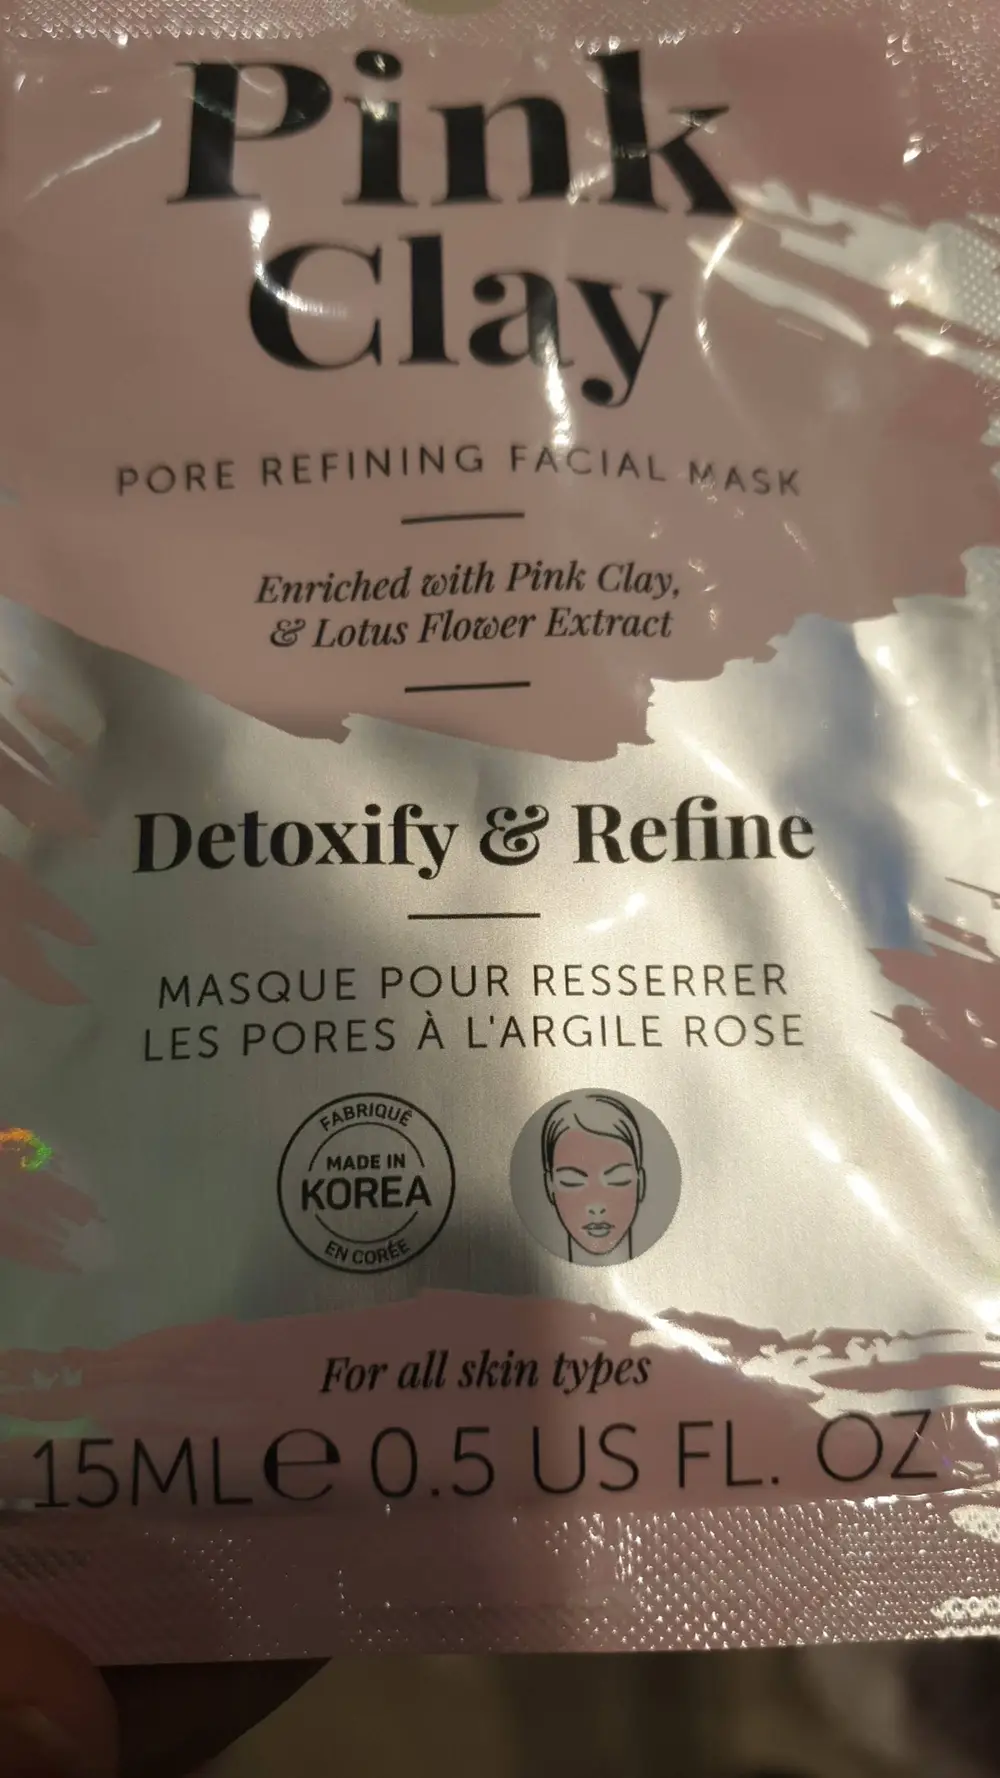 Pink
Clay
PORE REFINING FACIAL MASK
Enriched with Pink Clay,
& Lotus Flower Extract
Detoxify & Refine
MASQUE POUR RESSERRER
LES PORES À L'ARGILE ROSE
FABRIQUÉ
MADE IN
KOREA
EN CORÉE
For all skin types
15ML℮ 0.5 US FL. OZ